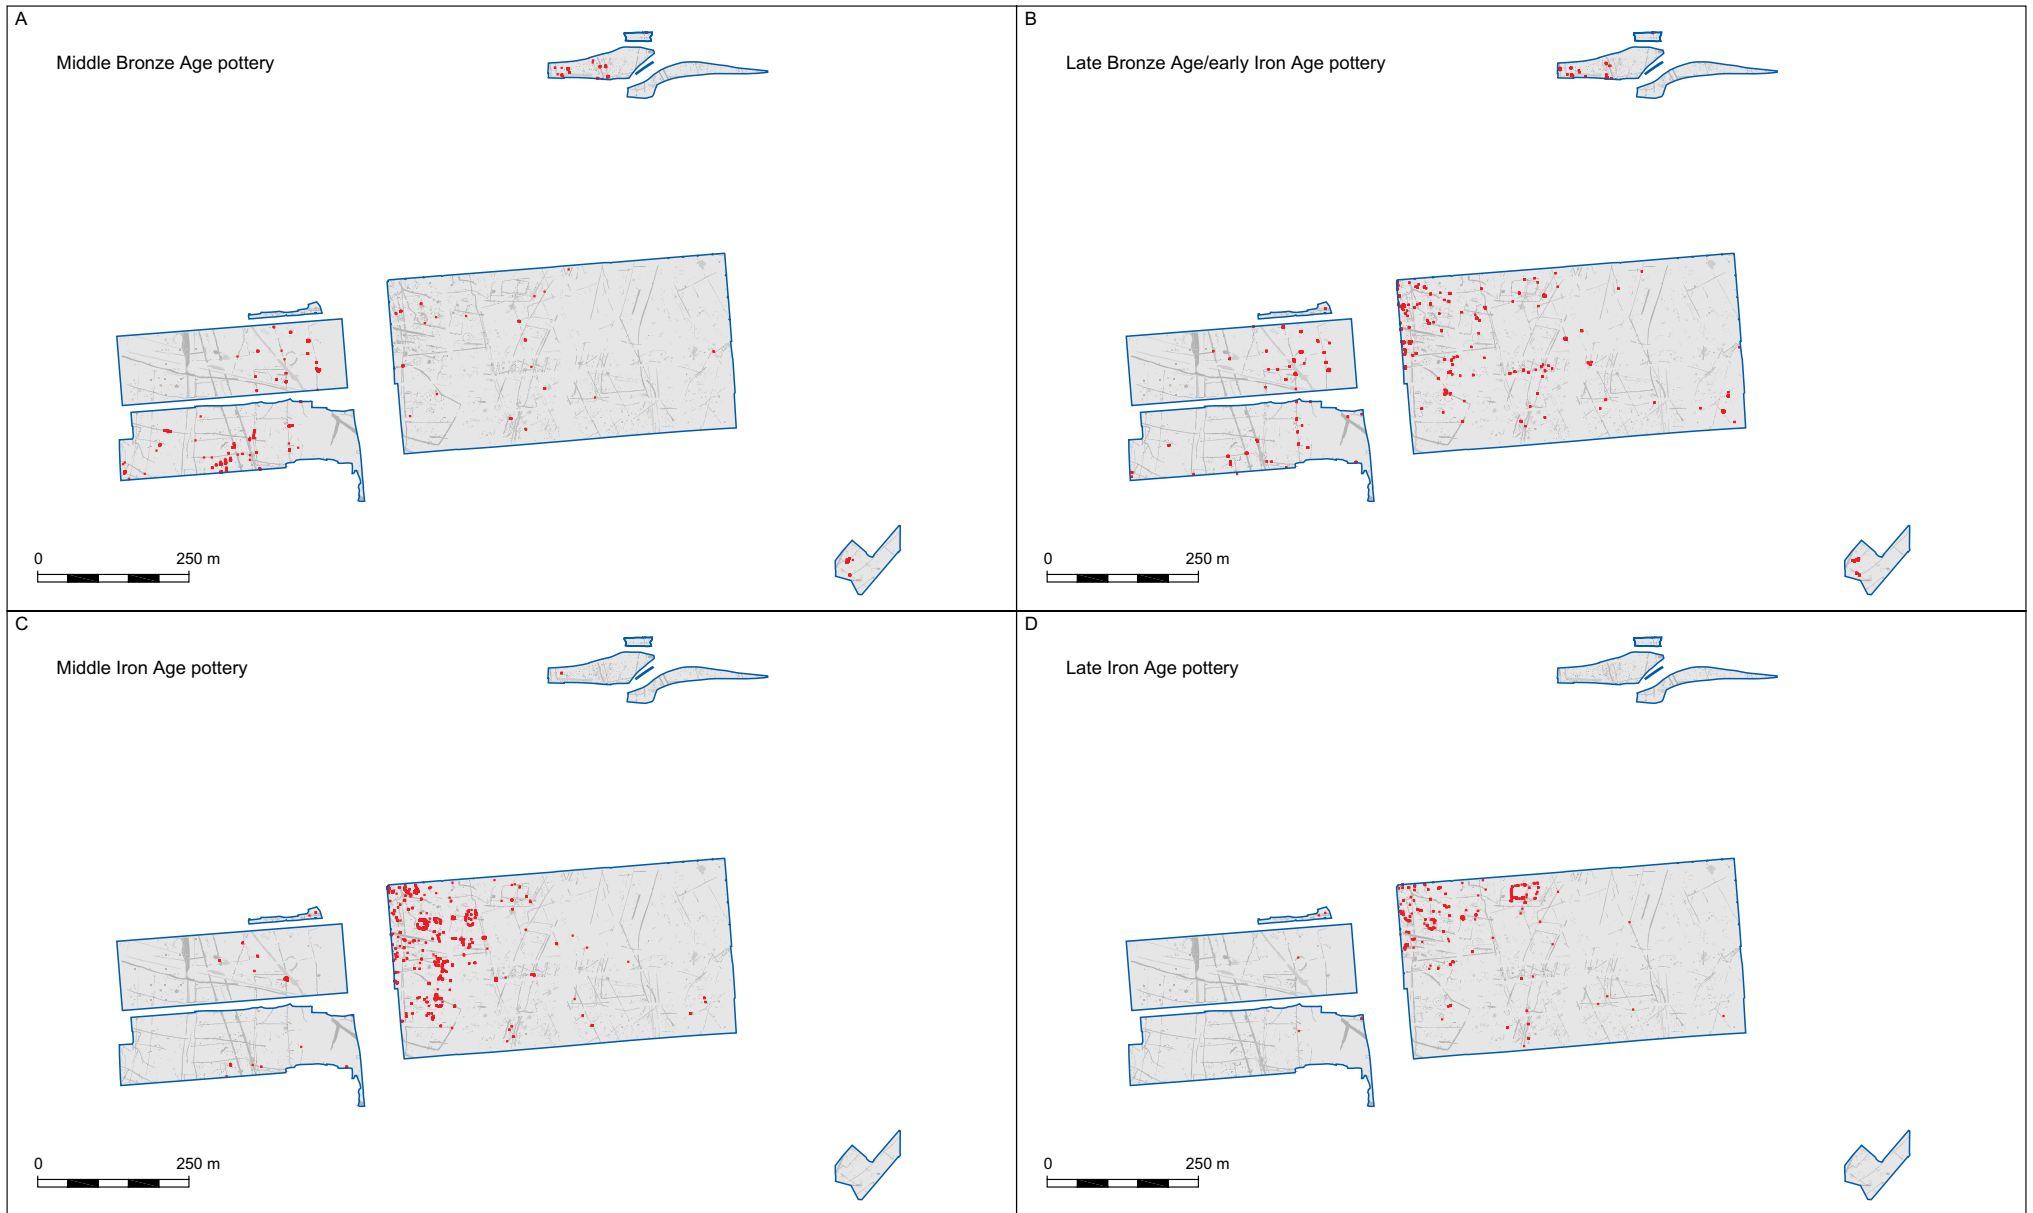 A
Middle Bronze Age pottery
0 250 m
B
Late Bronze Age/early Iron Age pottery
0 250 m
C
Middle Iron Age pottery
0 250 m
D
Late Iron Age pottery
0 250 m